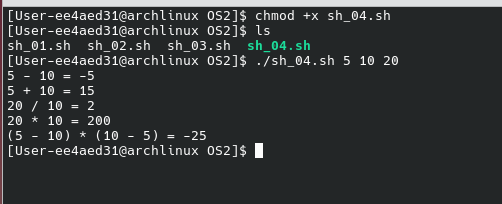 [User-ee4aed31@archlinux OS2]$ chmod +x sh_04.sh
[User-ee4aed31@archlinux OS2]$ ls
sh_01.sh  sh_02.sh  sh_03.sh  sh_04.sh
[User-ee4aed31@archlinux OS2]$ ./sh_04.sh 5 10 20
5 - 10 = -5
5 + 10 = 15
20 / 10 = 2
20 * 10 = 200
(5 - 10) * (10 - 5) = -25
[User-ee4aed31@archlinux OS2]$